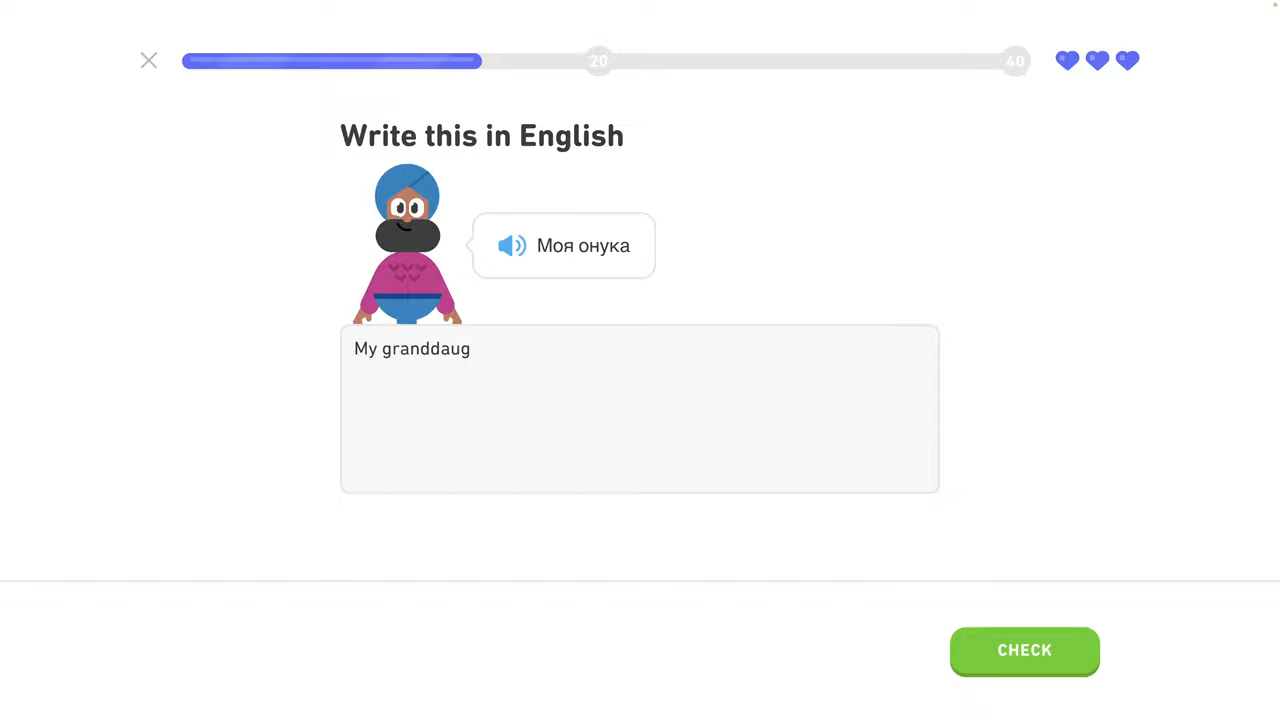 20
40
Write this in English
Моя онука
My granddaug
CHECK